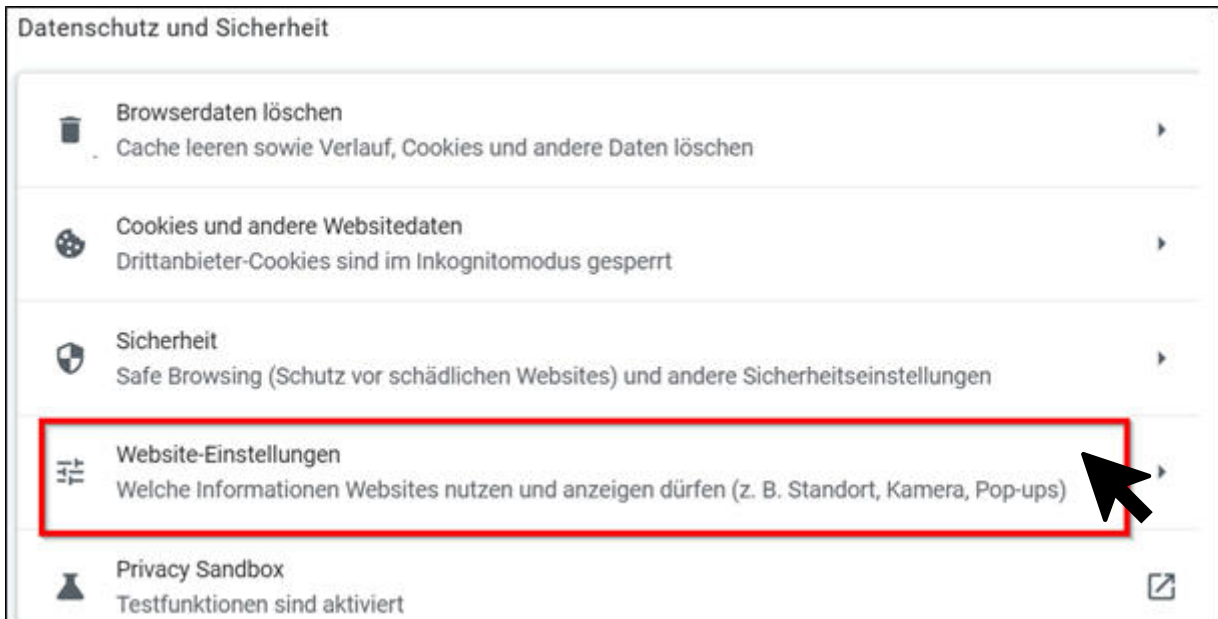 Datenschutz und Sicherheit
Browserdaten löschen
Cache leeren sowie Verlauf, Cookies und andere Daten löschen
Cookies und andere Websitedaten
Drittanbieter-Cookies sind im Inkognitomodus gesperrt
Sicherheit
Safe Browsing (Schutz vor schädlichen Websites) und andere Sicherheitseinstellungen
Website-Einstellungen
Welche Informationen Websites nutzen und anzeigen dürfen (z. B. Standort, Kamera, Pop-ups)
Privacy Sandbox
Testfunktionen sind aktiviert